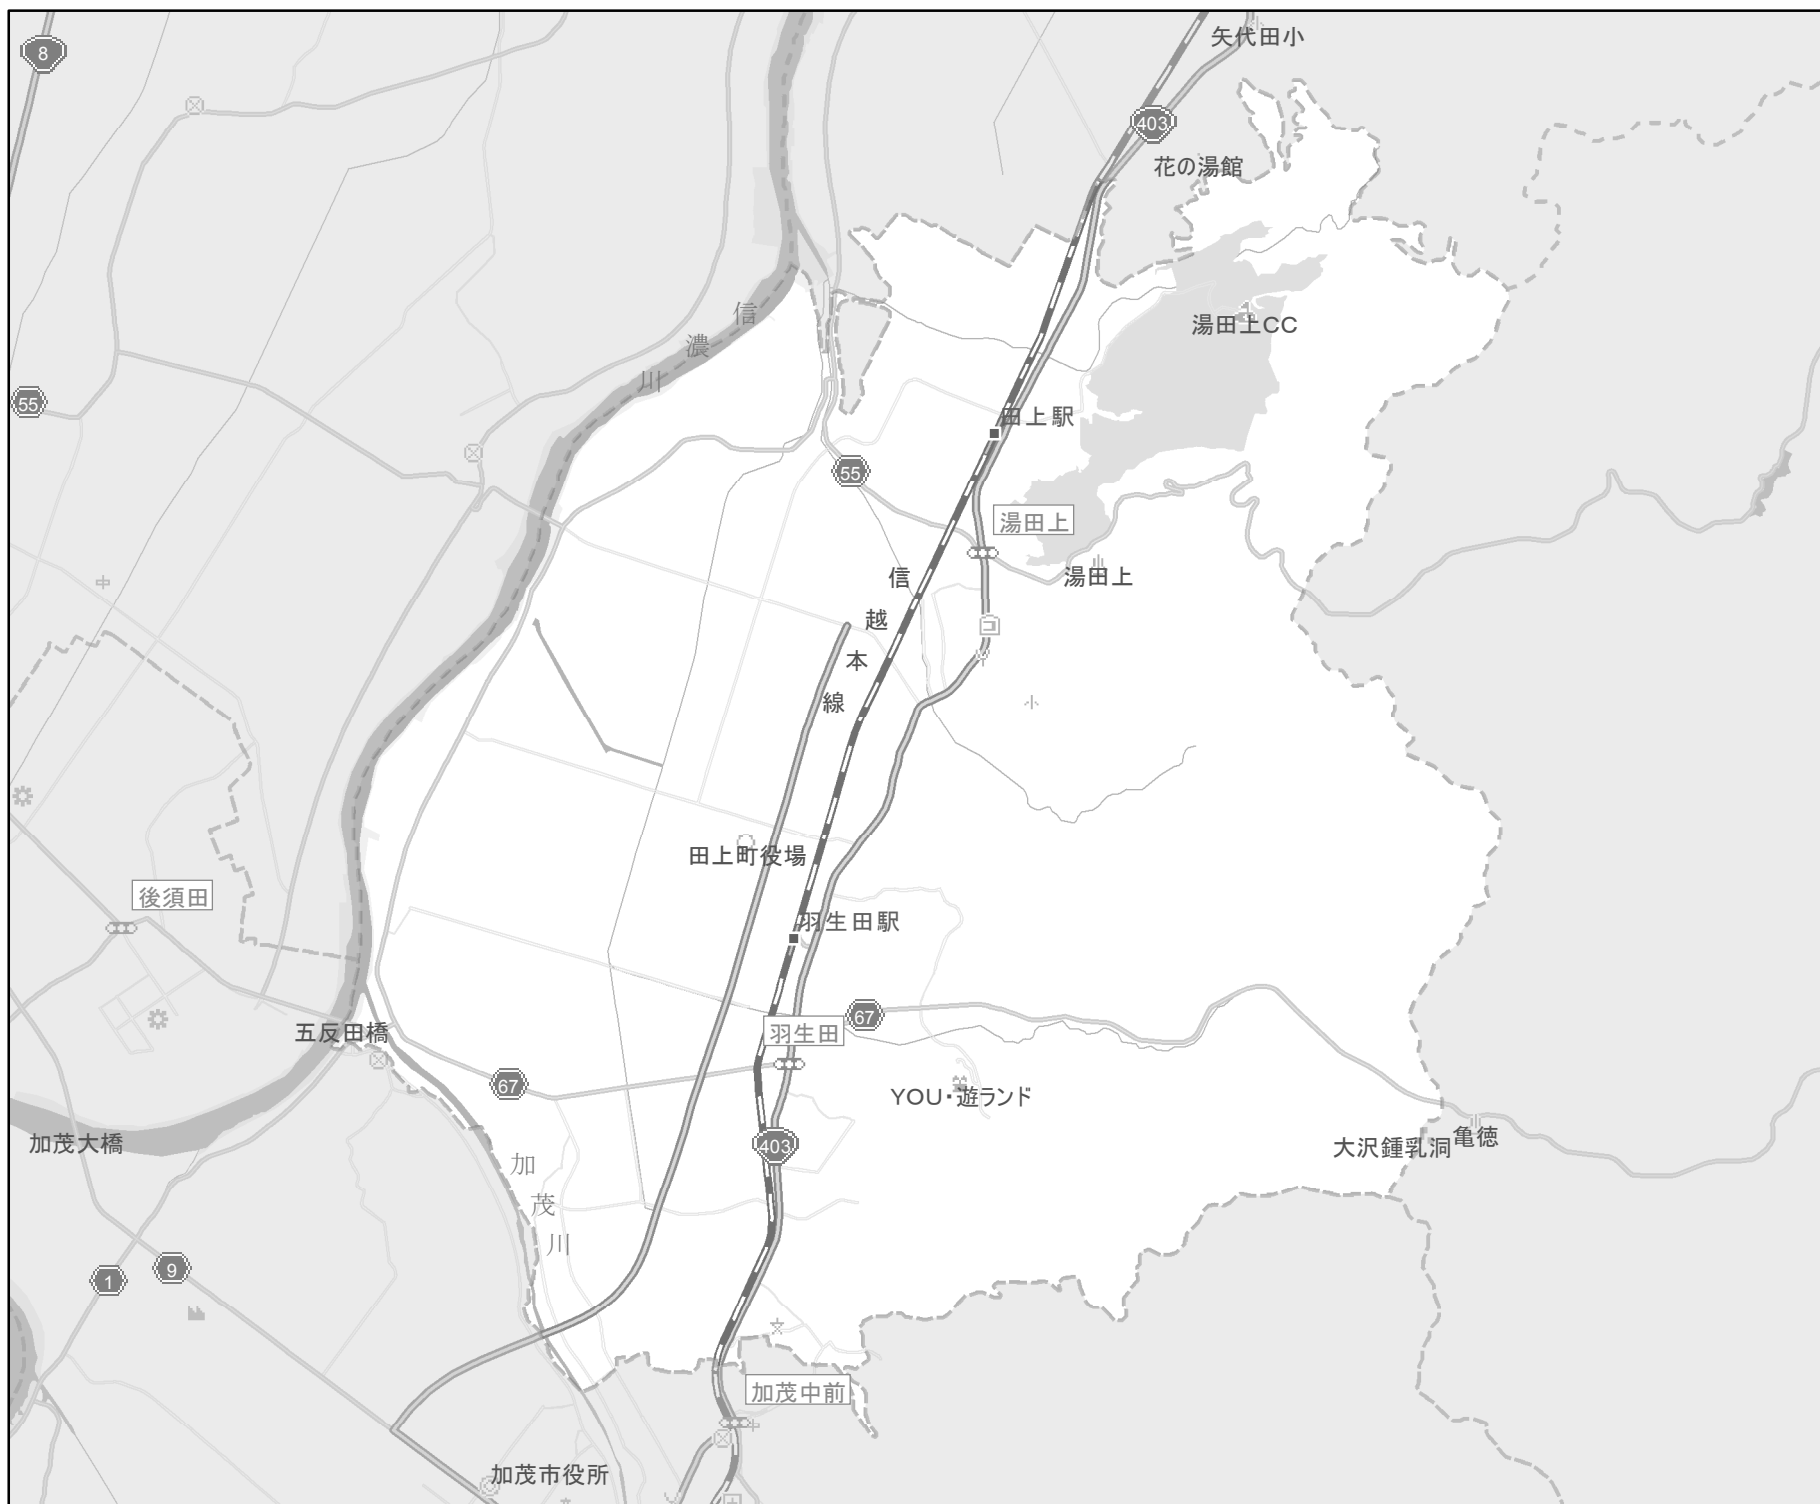 矢代田小
8
403
花の湯館
信濃川
湯田上CC
55
田上駅
55
湯田上
湯田上
信越本線
田上町役場
後須田
羽生田駅
67
五反田橋
羽生田
67
YOU・遊ランド
403
加茂大橋
大沢鍾乳洞
亀徳
加茂川
9
1
加茂中前
加茂市役所